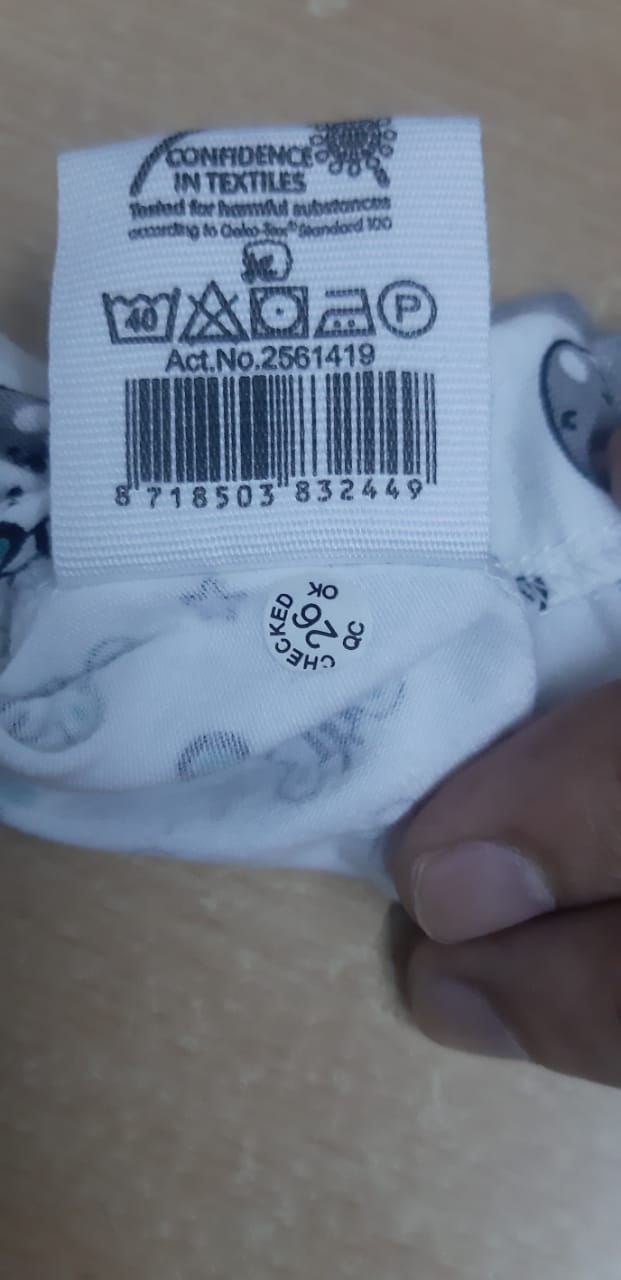 CONFIDENCE
IN TEXTILES
Tested for harmful substances
according to Oeko-Tex® Standard 100
40
P
Act.No.2561419
8 718503 832449
QC CHECKED OK
26